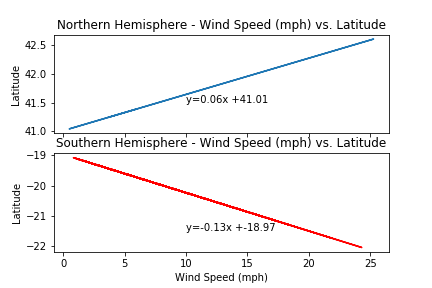 Northern Hemisphere - Wind Speed (mph) vs. Latitude
42.5
42.0
41.5
41.0
Latitude
y=0.06x +41.01
Southern Hemisphere - Wind Speed (mph) vs. Latitude
−19
−20
−21
−22
Latitude
y=-0.13x +-18.97
0 5 10 15 20 25
Wind Speed (mph)